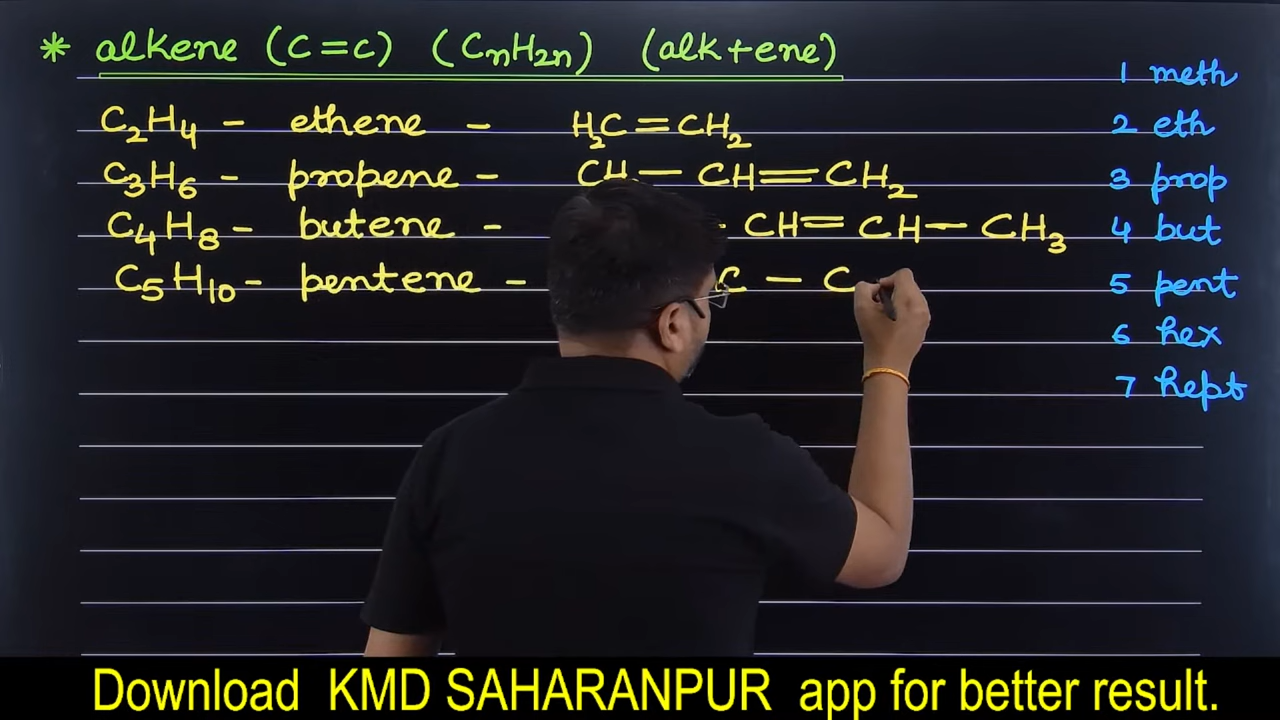 * alkene (C=C) (CₙH₂ₙ) (alk+ene)
C₂H₄ - ethene - H₂C=CH₂
C₃H₆ - propene - CH — CH=CH₂
C₄H₈ - butene - CH=CH—CH₃
C₅H₁₀ - pentene - C — C
1 meth
2 eth
3 prop
4 but
5 pent
6 hex
7 hept
Download KMD SAHARANPUR app for better result.